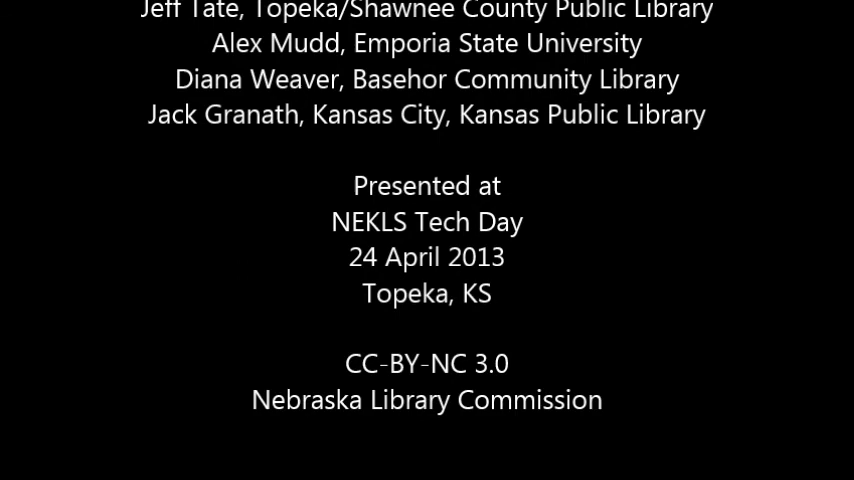 Jeff Tate, Topeka/Shawnee County Public Library
Alex Mudd, Emporia State University
Diana Weaver, Basehor Community Library
Jack Granath, Kansas City, Kansas Public Library
Presented at
NEKLS Tech Day
24 April 2013
Topeka, KS
CC-BY-NC 3.0
Nebraska Library Commission